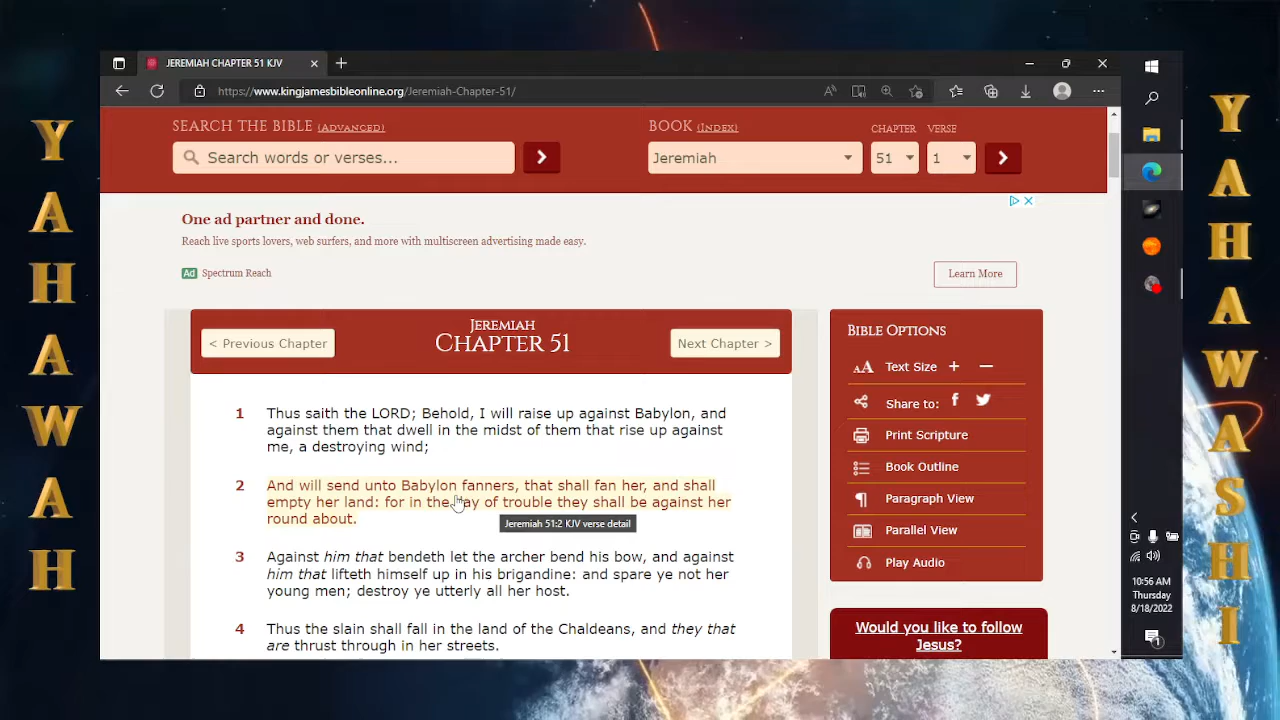 YAHAWAH
JEREMIAH CHAPTER 51 KJV
https://www.kingjamesbibleonline.org/Jeremiah-Chapter-51/
SEARCH THE BIBLE (ADVANCED)
Search words or verses...
BOOK (INDEX)
CHAPTER
VERSE
Jeremiah
51
1
One ad partner and done.
Reach live sports lovers, web surfers, and more with multiscreen advertising made easy.
Ad Spectrum Reach
Learn More
< Previous Chapter
JEREMIAH
CHAPTER 51
Next Chapter >
1 Thus saith the LORD; Behold, I will raise up against Babylon, and
against them that dwell in the midst of them that rise up against
me, a destroying wind;
2 And will send unto Babylon fanners, that shall fan her, and shall
empty her land: for in the day of trouble they shall be against her
round about.
Jeremiah 51:2 KJV verse detail
3 Against him that bendeth let the archer bend his bow, and against
him that lifteth himself up in his brigandine: and spare ye not her
young men; destroy ye utterly all her host.
4 Thus the slain shall fall in the land of the Chaldeans, and they that
are thrust through in her streets.
BIBLE OPTIONS
AA Text Size + —
Share to:
Print Scripture
Book Outline
Paragraph View
Parallel View
Play Audio
Would you like to follow
Jesus?
10:56 AM
Thursday
8/18/2022
1
YAHAWASHI